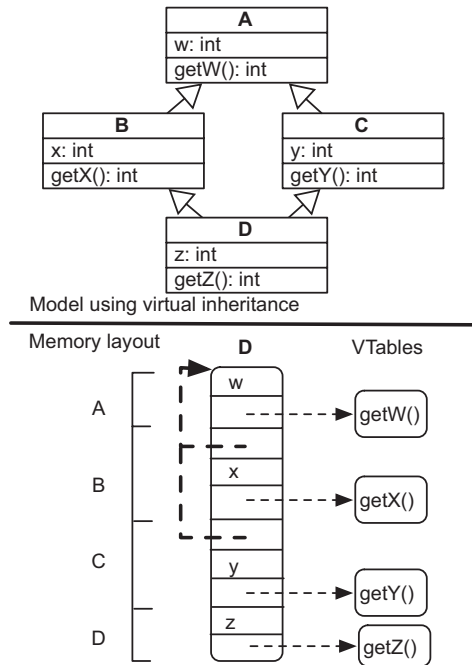 A
w: int
getW(): int
B
x: int
getX(): int
C
y: int
getY(): int
D
z: int
getZ(): int
Model using virtual inheritance
Memory layout
D
VTables
A
w
getW()
B
x
getX()
C
y
getY()
D
z
getZ()